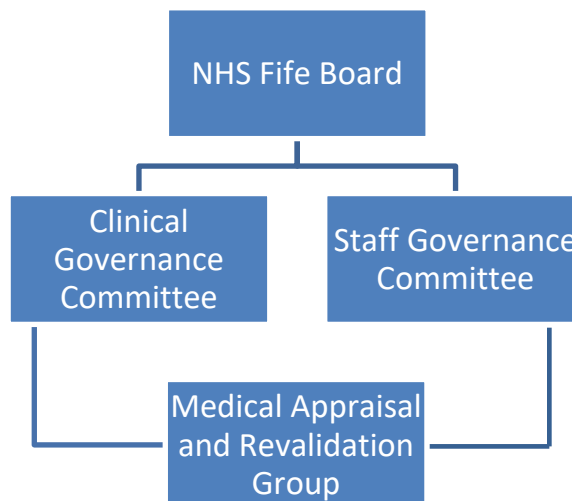 NHS Fife Board
Clinical
Governance
Committee
Staff Governance
Committee
Medical Appraisal
and Revalidation
Group